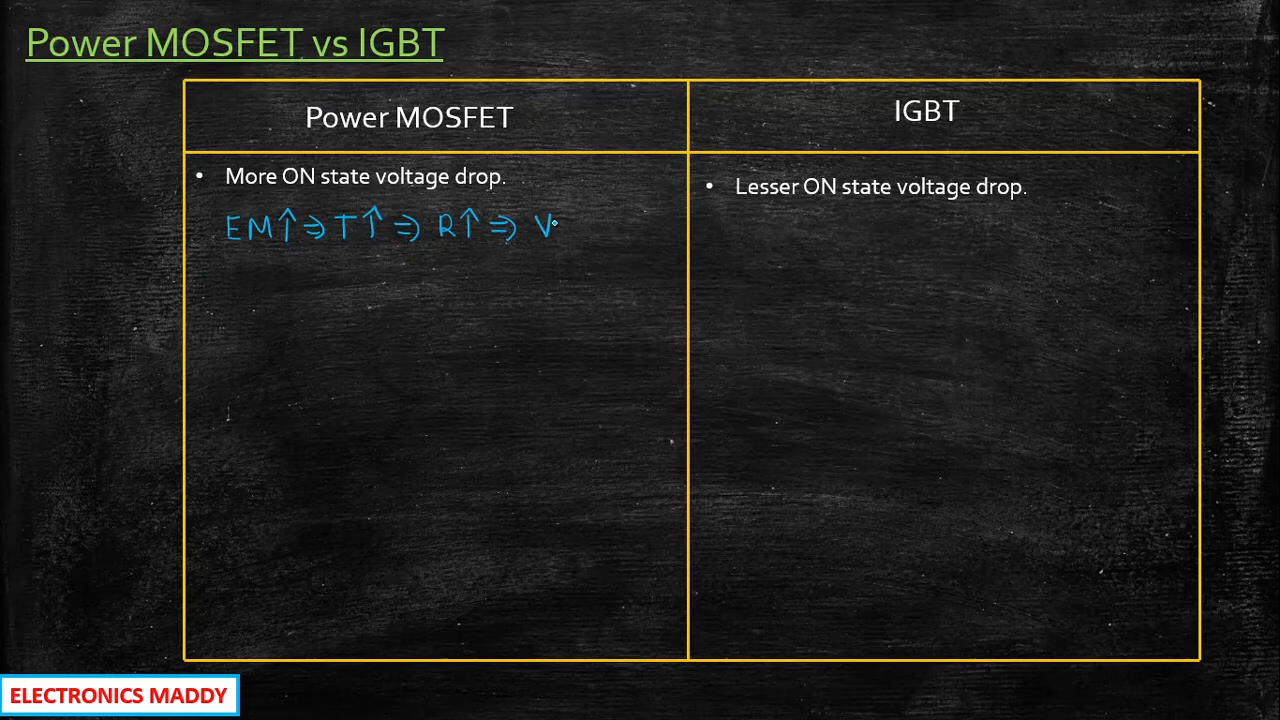 Power MOSFET vs IGBT
Power MOSFET
IGBT
• More ON state voltage drop.
EM↑ ⇒ T↑ ⇒ R↑ ⇒ V
• Lesser ON state voltage drop.
ELECTRONICS MADDY